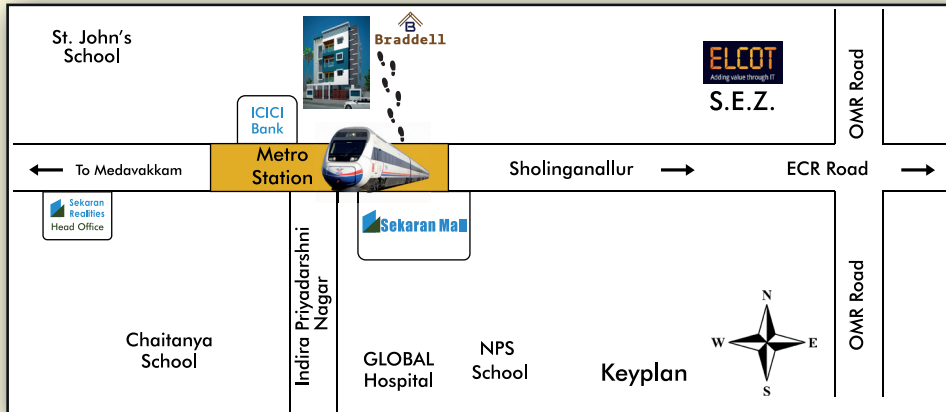 St. John's
School
B
Braddell
ELCOT
Adding value through IT
S.E.Z.
OMR Road
ICICI
Bank
To Medavakkam
Metro
Station
Sholinganallur
ECR Road
Sekaran
Realities
Head Office
Sekaran Mall
Indira Priyadarshni
Nagar
OMR Road
Chaitanya
School
GLOBAL
Hospital
NPS
School
Keyplan
N
W
E
S